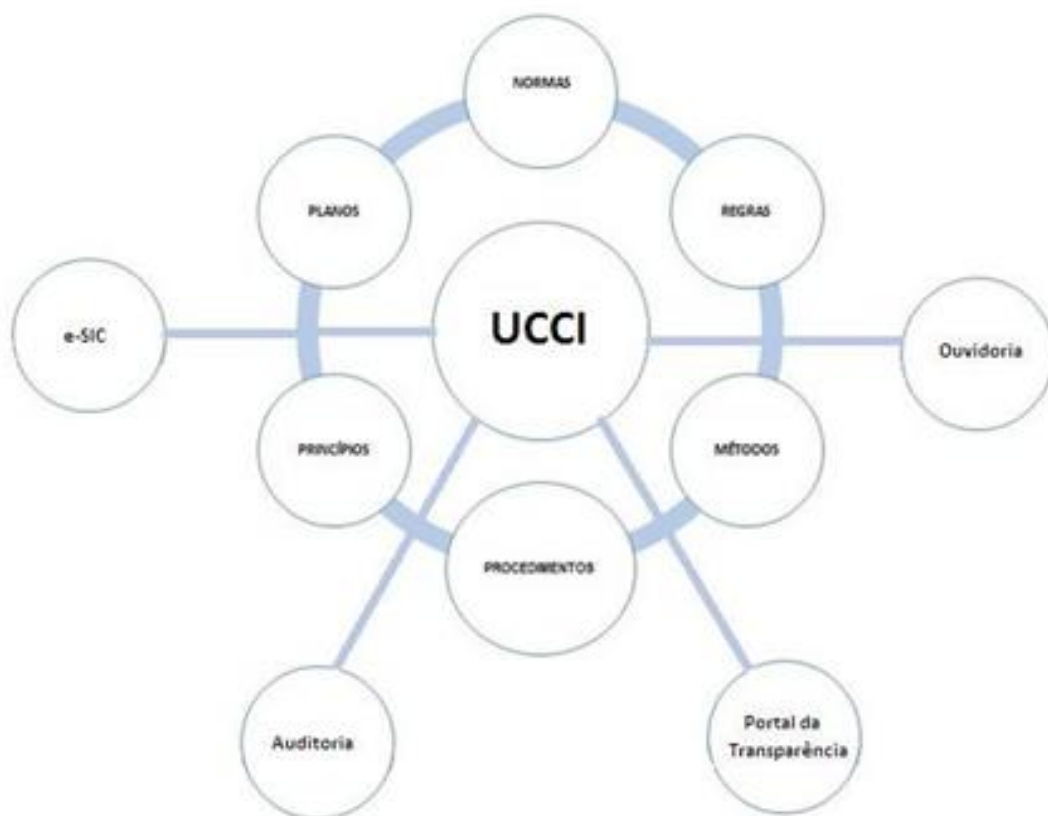 NORMAS
PLANOS
REGRAS
UCCI
e-SIC
Ouvidoria
PRINCÍPIOS
MÉTODOS
PROCEDIMENTOS
Auditoria
Portal da
Transparência